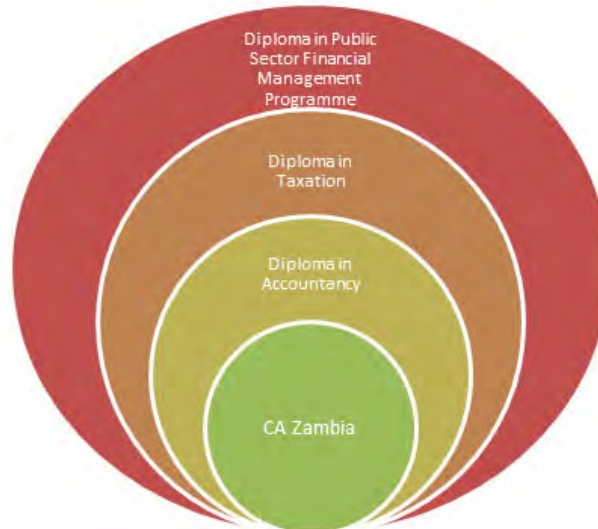 Diploma in Public
Sector Financial
Management
Programme
Diploma in
Taxation
Diploma in
Accountancy
CA Zambia